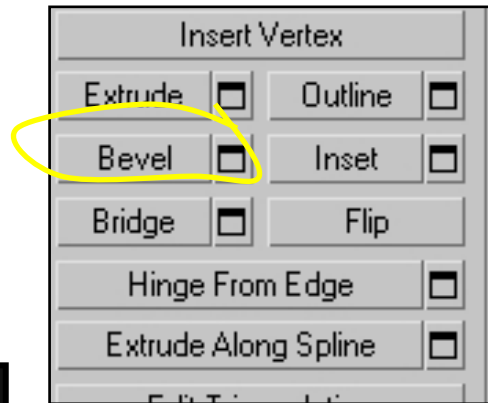 Insert Vertex
Extrude Outline
Bevel Inset
Bridge Flip
Hinge From Edge
Extrude Along Spline